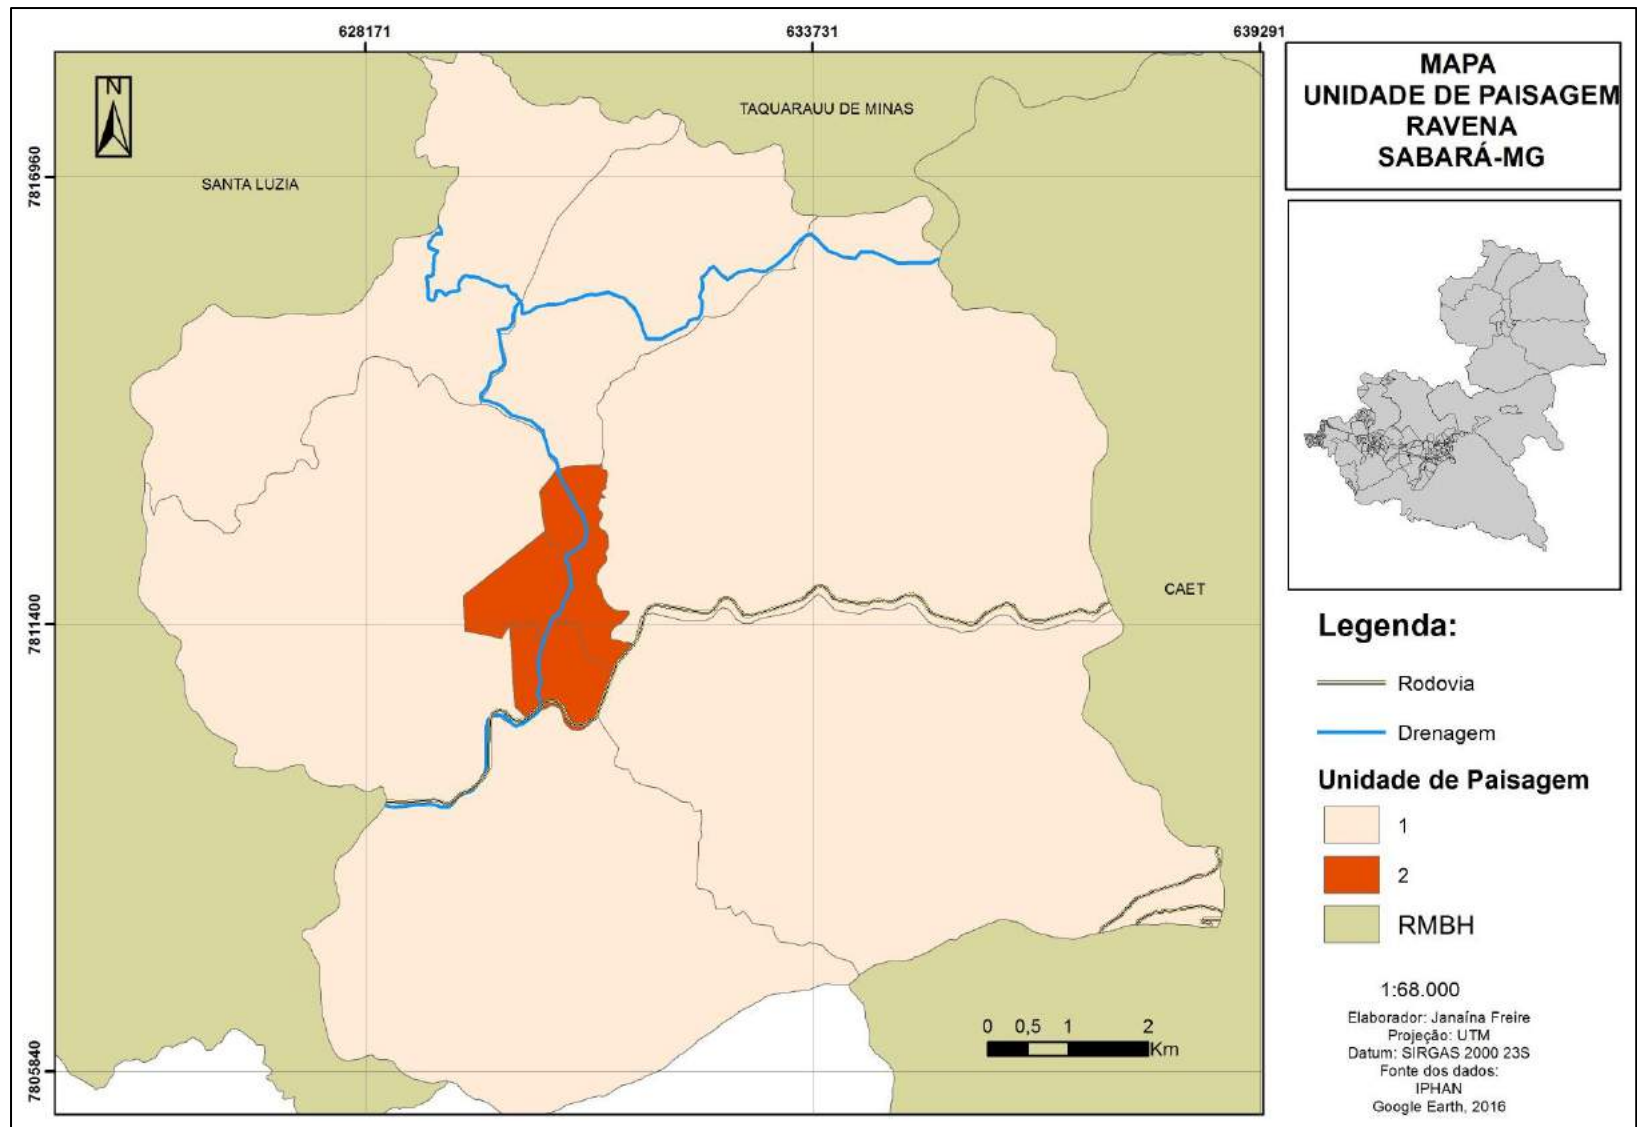 628171
633731
639291
N
TAQUARAUU DE MINAS
SANTA LUZIA
7816960
CAET
7811400
0 0,5 1 2
Km
7805840
MAPA
UNIDADE DE PAISAGEM
RAVENA
SABARÁ-MG
Legenda:
Rodovia
Drenagem
Unidade de Paisagem
1
2
RMBH
1:68.000
Elaborador: Janaína Freire
Projeção: UTM
Datum: SIRGAS 2000 23S
Fonte dos dados:
IPHAN
Google Earth, 2016